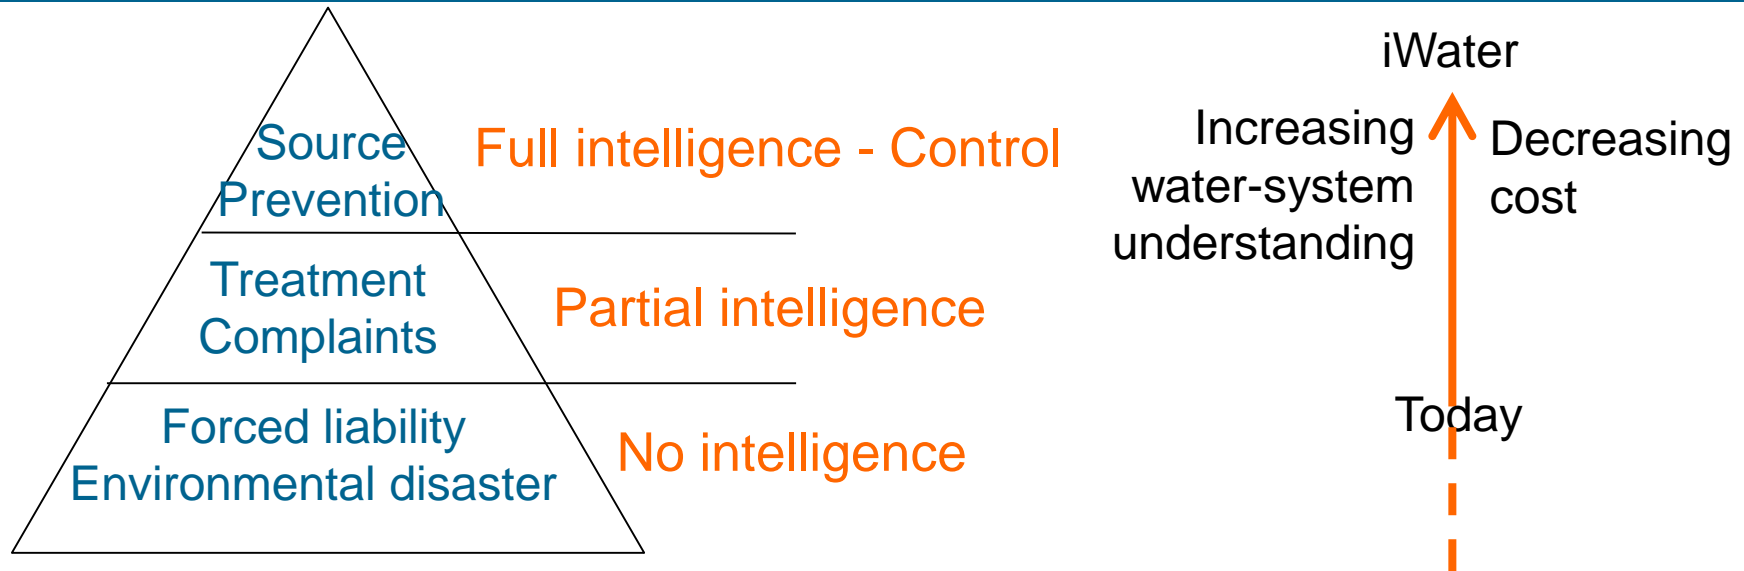 Source
Prevention
Full intelligence - Control
Treatment
Complaints
Partial intelligence
Forced liability
Environmental disaster
No intelligence
iWater
Increasing
water-system
understanding
Decreasing
cost
Today